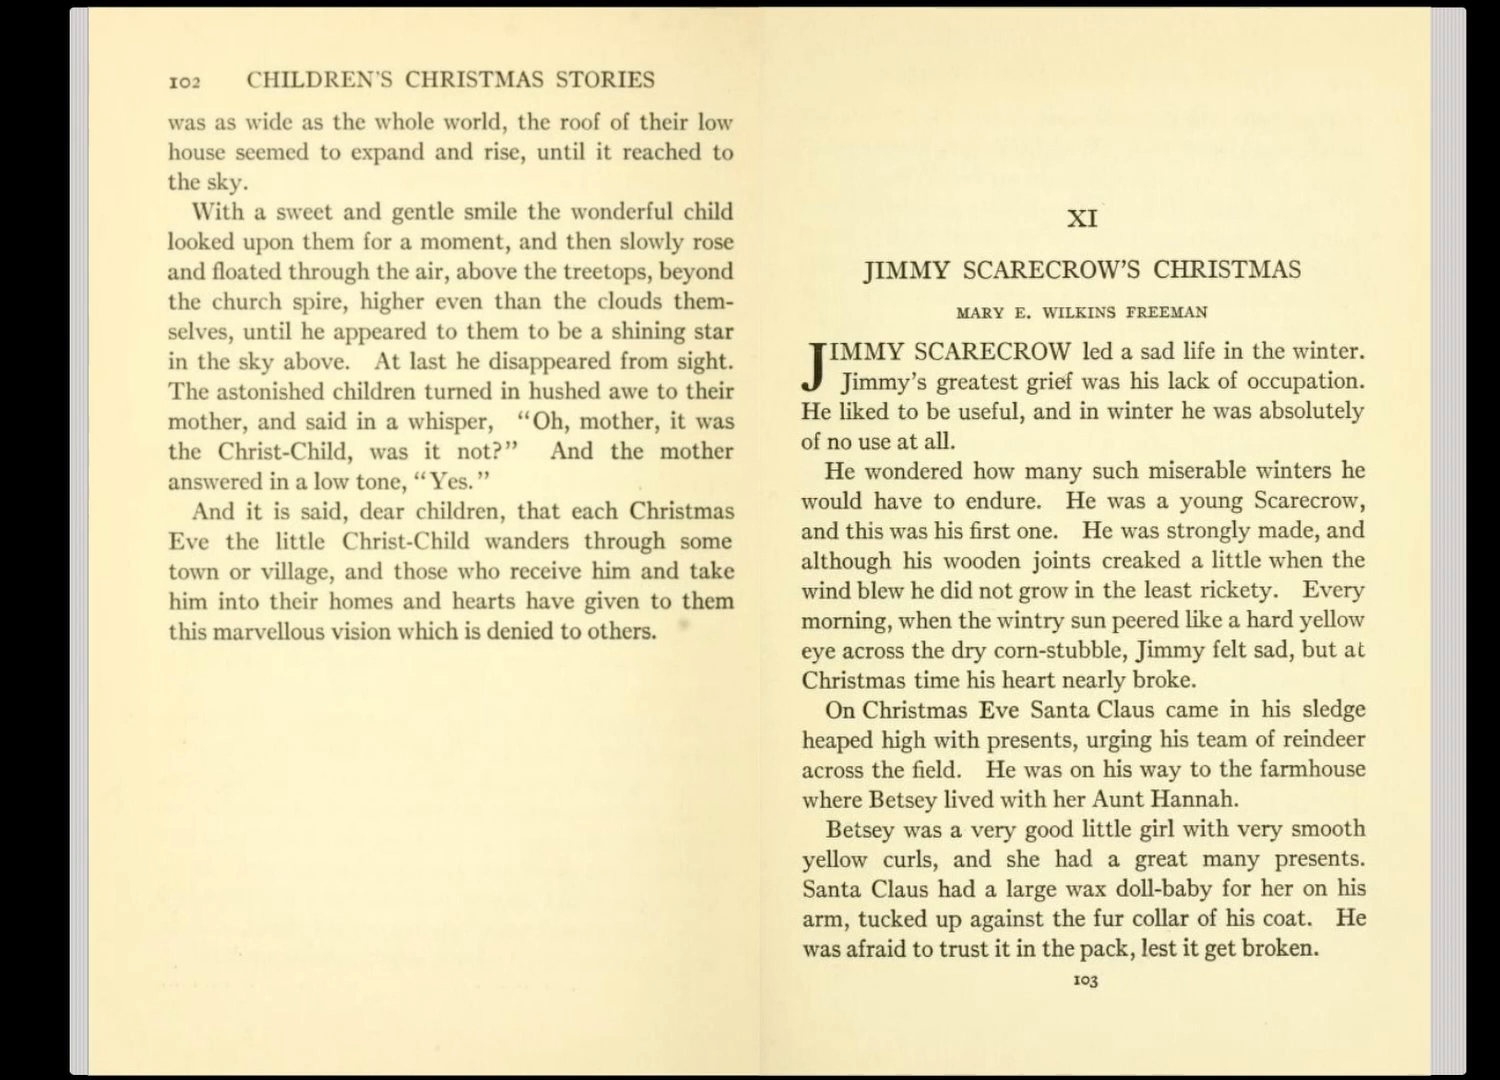 102 CHILDREN'S CHRISTMAS STORIES
was as wide as the whole world, the roof of their low
house seemed to expand and rise, until it reached to
the sky.
With a sweet and gentle smile the wonderful child
looked upon them for a moment, and then slowly rose
and floated through the air, above the treetops, beyond
the church spire, higher even than the clouds them-
selves, until he appeared to them to be a shining star
in the sky above. At last he disappeared from sight.
The astonished children turned in hushed awe to their
mother, and said in a whisper, “Oh, mother, it was
the Christ-Child, was it not?” And the mother
answered in a low tone, “Yes.”
And it is said, dear children, that each Christmas
Eve the little Christ-Child wanders through some
town or village, and those who receive him and take
him into their homes and hearts have given to them
this marvellous vision which is denied to others.
XI
JIMMY SCARECROW'S CHRISTMAS
MARY E. WILKINS FREEMAN
JIMMY SCARECROW led a sad life in the winter.
Jimmy's greatest grief was his lack of occupation.
He liked to be useful, and in winter he was absolutely
of no use at all.
He wondered how many such miserable winters he
would have to endure. He was a young Scarecrow,
and this was his first one. He was strongly made, and
although his wooden joints creaked a little when the
wind blew he did not grow in the least rickety. Every
morning, when the wintry sun peered like a hard yellow
eye across the dry corn-stubble, Jimmy felt sad, but at
Christmas time his heart nearly broke.
On Christmas Eve Santa Claus came in his sledge
heaped high with presents, urging his team of reindeer
across the field. He was on his way to the farmhouse
where Betsey lived with her Aunt Hannah.
Betsey was a very good little girl with very smooth
yellow curls, and she had a great many presents.
Santa Claus had a large wax doll-baby for her on his
arm, tucked up against the fur collar of his coat. He
was afraid to trust it in the pack, lest it get broken.
103